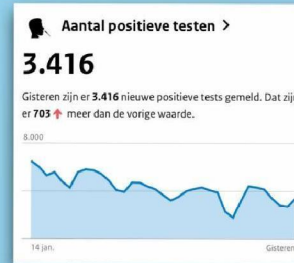 Aantal positieve testen >
3.416
Gisteren zijn er 3.416 nieuwe positieve tests gemeld. Dat zij
er 703 ↑ meer dan de vorige waarde.
8.000
14 jan.
Gisteren